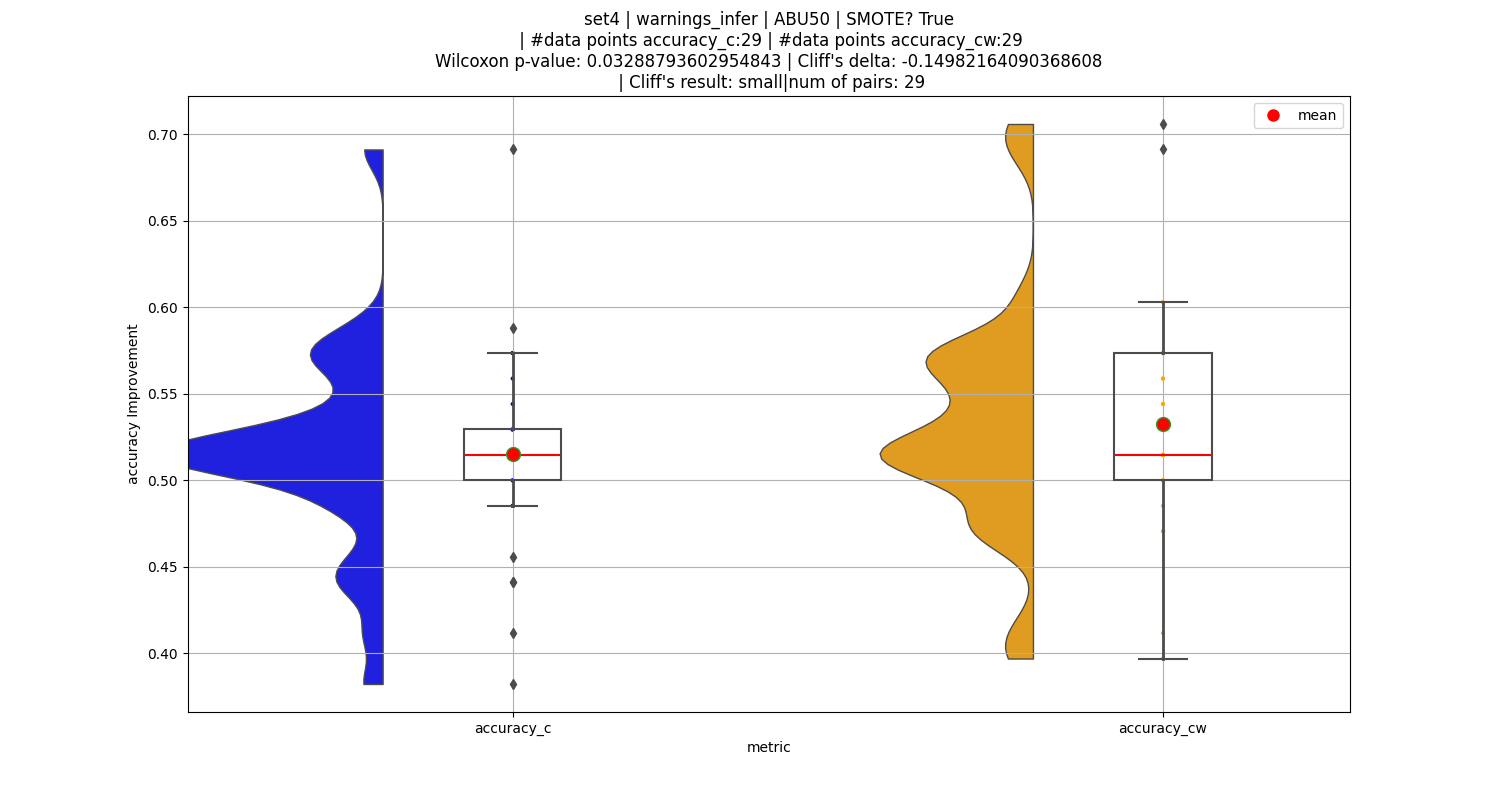 set4 | warnings_infer | ABU50 | SMOTE? True
| #data points accuracy_c:29 | #data points accuracy_cw:29
Wilcoxon p-value: 0.03288793602954843 | Cliff's delta: -0.14982164090368608
| Cliff's result: small|num of pairs: 29
mean
0.70
0.65
0.60
0.55
0.50
0.45
0.40
accuracy Improvement
accuracy_c
accuracy_cw
metric